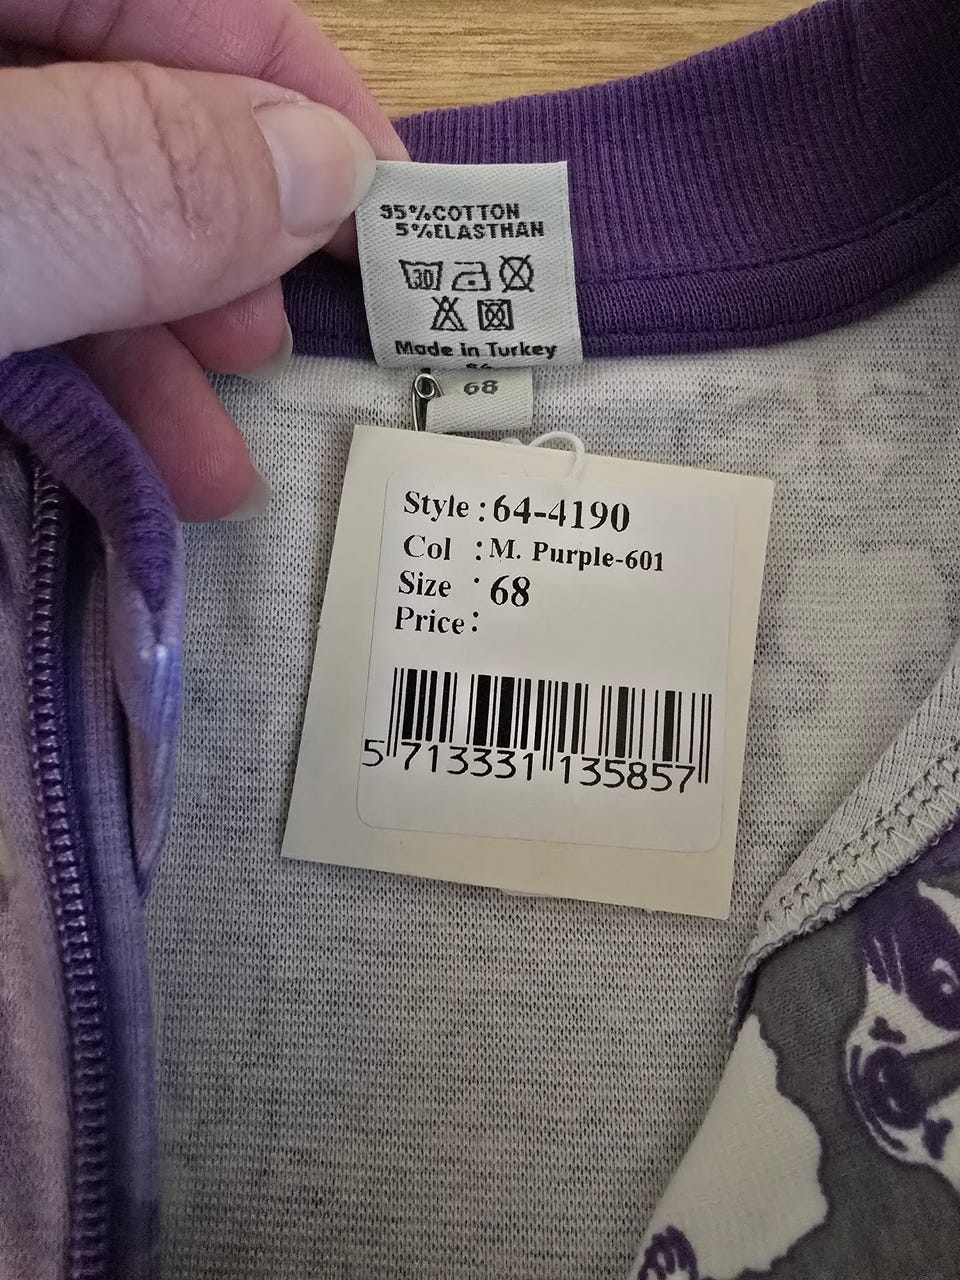 95%COTTON
5%ELASTHAN
30
Made in Turkey
68
Style : 64-4190
Col : M. Purple-601
Size : 68
Price :
5 713331 135857